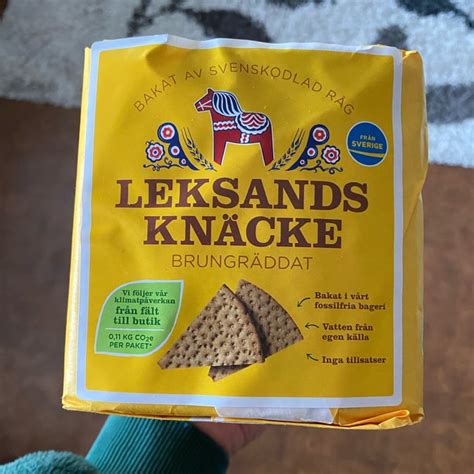 BAKAT AV SVENSKODLAD RÅG
FRÅN
SVERIGE
LEKSANDS
KNÄCKE
BRUNGRÄDDAT
Vi följer vår
klimatpåverkan
från fält
till butik
0,11 KG CO₂e
PER PAKET*
Bakat i vårt
fossilfria bageri
Vatten från
egen källa
Inga tillsatser